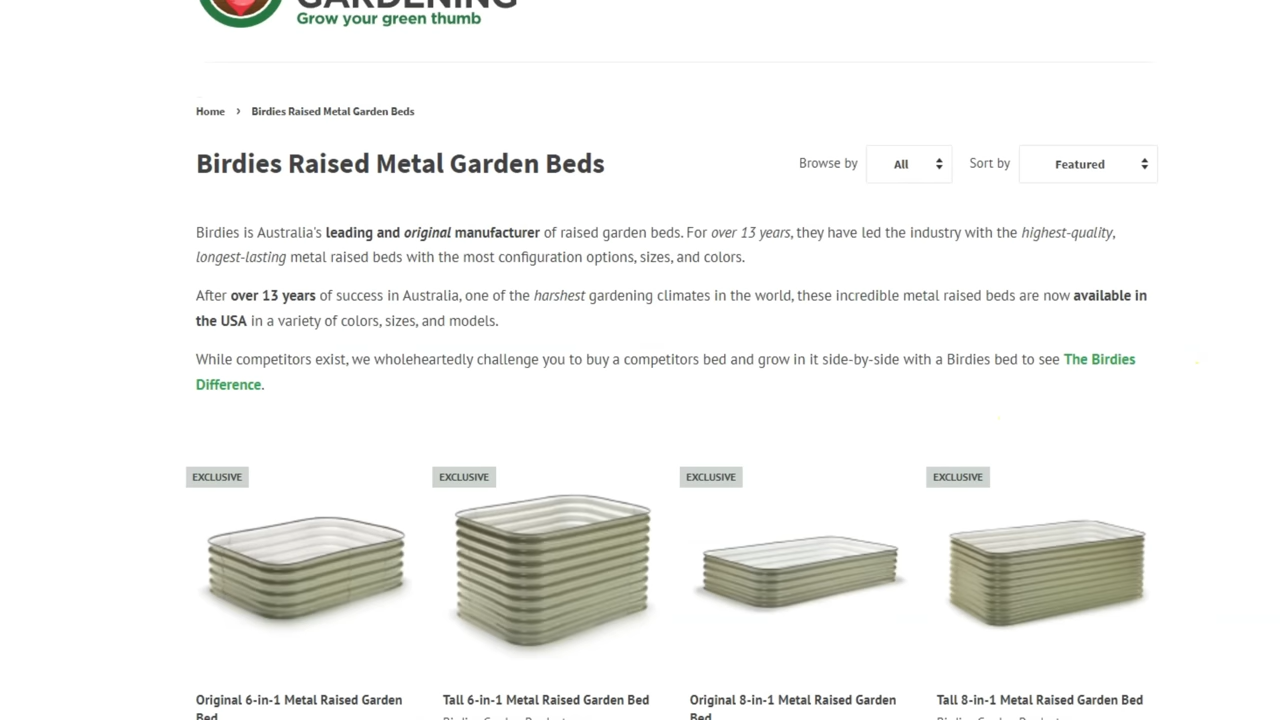 GARDENING
Grow your green thumb
Home › Birdies Raised Metal Garden Beds
Birdies Raised Metal Garden Beds
Browse by All Sort by Featured
Birdies is Australia's leading and original manufacturer of raised garden beds. For over 13 years, they have led the industry with the highest-quality,
longest-lasting metal raised beds with the most configuration options, sizes, and colors.
After over 13 years of success in Australia, one of the harshest gardening climates in the world, these incredible metal raised beds are now available in
the USA in a variety of colors, sizes, and models.
While competitors exist, we wholeheartedly challenge you to buy a competitors bed and grow in it side-by-side with a Birdies bed to see The Birdies
Difference.
EXCLUSIVE EXCLUSIVE EXCLUSIVE EXCLUSIVE
Original 6-in-1 Metal Raised Garden Tall 6-in-1 Metal Raised Garden Bed Original 8-in-1 Metal Raised Garden Tall 8-in-1 Metal Raised Garden Bed
Bed Bed